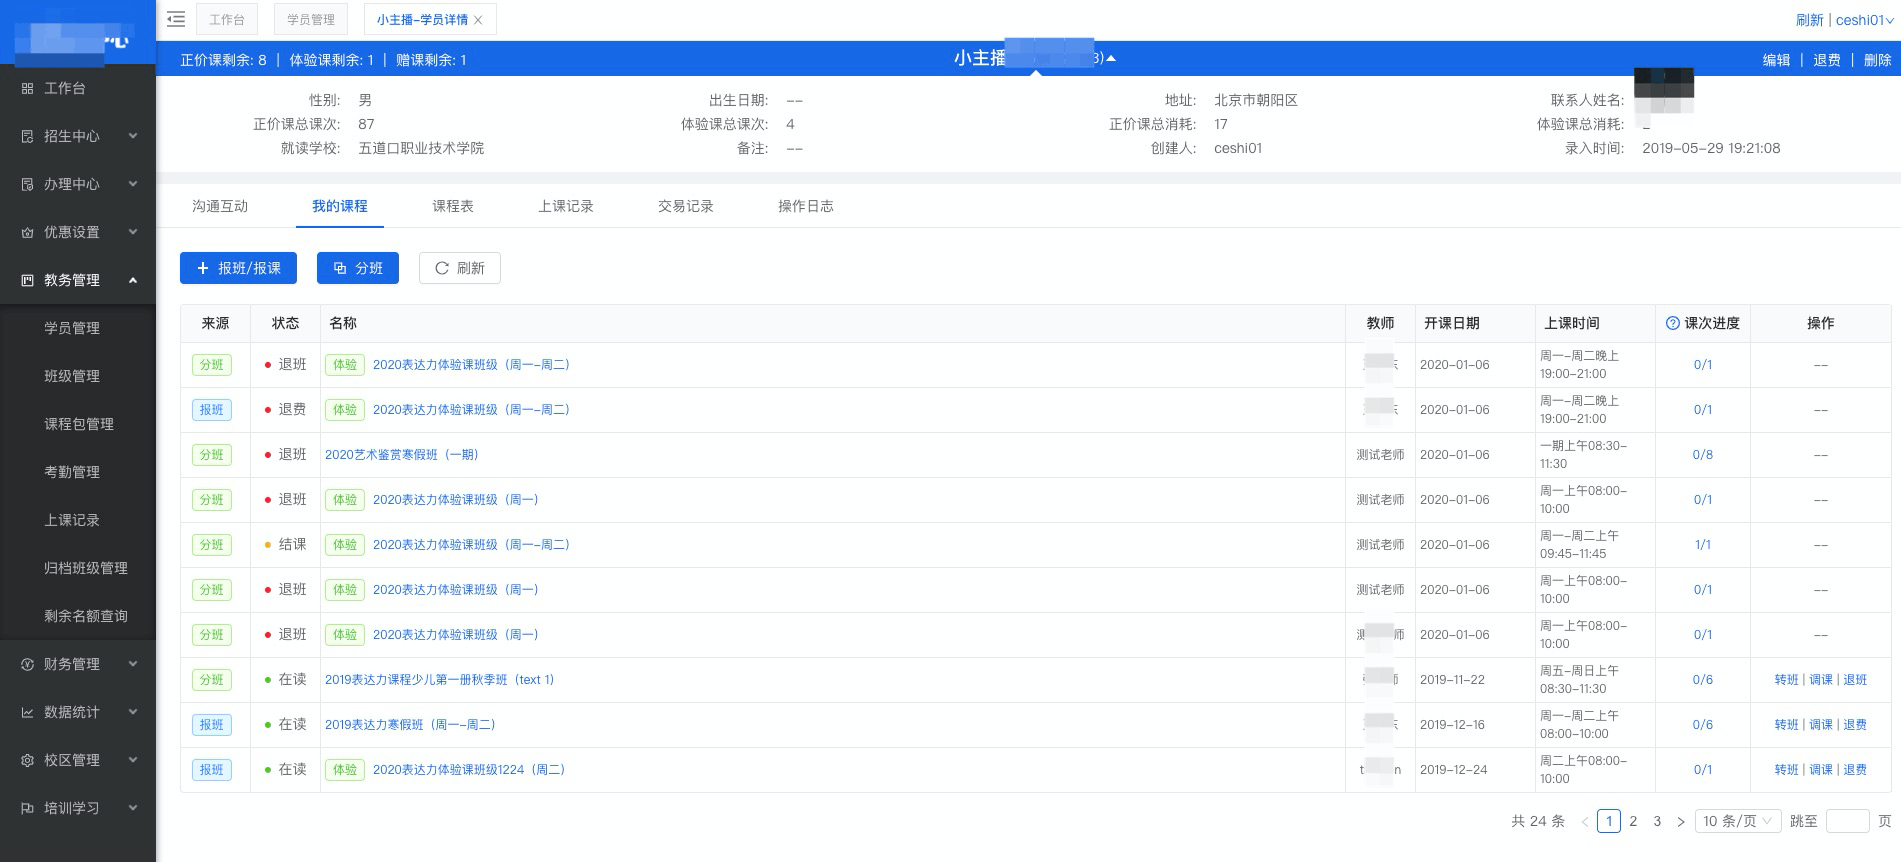 工作台 学员管理 小主播-学员详情 刷新 | ceshi01
正价课剩余: 8 | 体验课剩余: 1 | 赠课剩余: 1 小主播 编辑 | 退费 | 删除
工作台
招生中心
办理中心
优惠设置
教务管理
学员管理
班级管理
课程包管理
考勤管理
上课记录
归档班级管理
剩余名额查询
财务管理
数据统计
校区管理
培训学习
性别: 男 出生日期: -- 地址: 北京市朝阳区 联系人姓名:
正价课总课次: 87 体验课总课次: 4 正价课总消耗: 17 体验课总消耗:
就读学校: 五道口职业技术学院 备注: -- 创建人: ceshi01 录入时间: 2019-05-29 19:21:08
沟通互动 我的课程 课程表 上课记录 交易记录 操作日志
+ 报班/报课 分班 刷新
来源 状态 名称 教师 开课日期 上课时间 课次进度 操作
分班 退班 体验 2020表达力体验课班级（周一-周二） 2020-01-06 周一-周二晚上 19:00-21:00 0/1 --
报班 退费 体验 2020表达力体验课班级（周一-周二） 2020-01-06 周一-周二晚上 19:00-21:00 0/1 --
分班 退班 2020艺术鉴赏寒假班（一期） 测试老师 2020-01-06 一期上午08:30-11:30 0/8 --
分班 退班 体验 2020表达力体验课班级（周一） 测试老师 2020-01-06 周一上午08:00-10:00 0/1 --
分班 结课 体验 2020表达力体验课班级（周一-周二） 测试老师 2020-01-06 周一-周二上午 09:45-11:45 1/1 --
分班 退班 体验 2020表达力体验课班级（周一） 测试老师 2020-01-06 周一上午08:00-10:00 0/1 --
分班 退班 体验 2020表达力体验课班级（周一） 2020-01-06 周一上午08:00-10:00 0/1 --
分班 在读 2019表达力课程少儿第一册秋季班（text 1） 2019-11-22 周五-周日上午 08:30-11:30 0/6 转班 | 调课 | 退班
报班 在读 2019表达力寒假班（周一-周二） 2019-12-16 周一-周二上午 08:00-10:00 0/6 转班 | 调课 | 退费
报班 在读 体验 2020表达力体验课班级1224（周二） 2019-12-24 周二上午08:00-10:00 0/1 转班 | 调课 | 退费
共 24 条 < 1 2 3 > 10 条/页 跳至 页